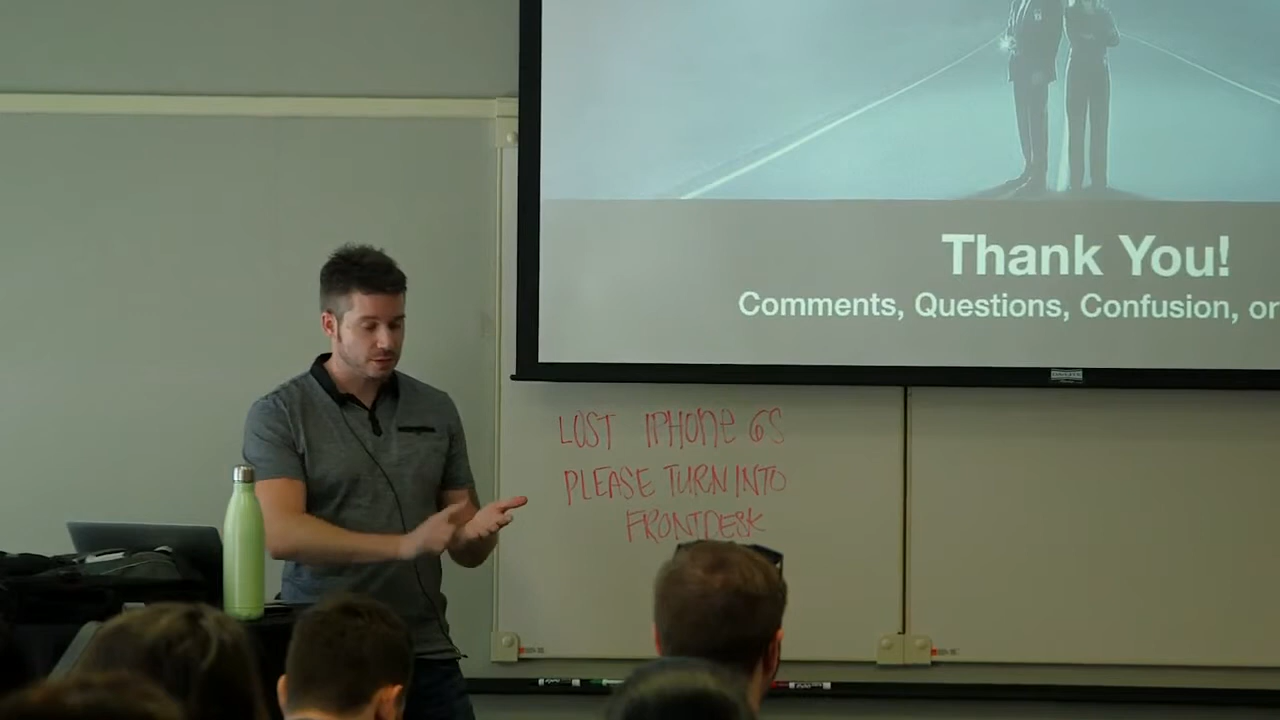 Thank You!
Comments, Questions, Confusion, or
LOST IPHONE 6S
PLEASE TURN INTO
FRONTDESK